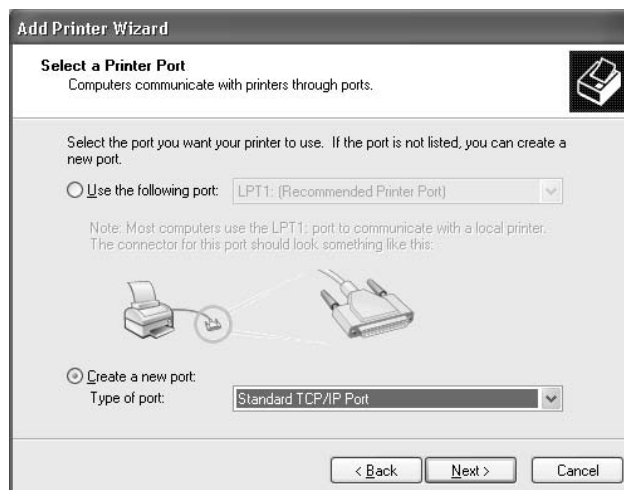 Add Printer Wizard
Select a Printer Port
Computers communicate with printers through ports.
Select the port you want your printer to use. If the port is not listed, you can create a
new port.
Use the following port: LPT1: (Recommended Printer Port)
Note: Most computers use the LPT1: port to communicate with a local printer.
The connector for this port should look something like this:
Create a new port:
Type of port: Standard TCP/IP Port
< Back Next > Cancel